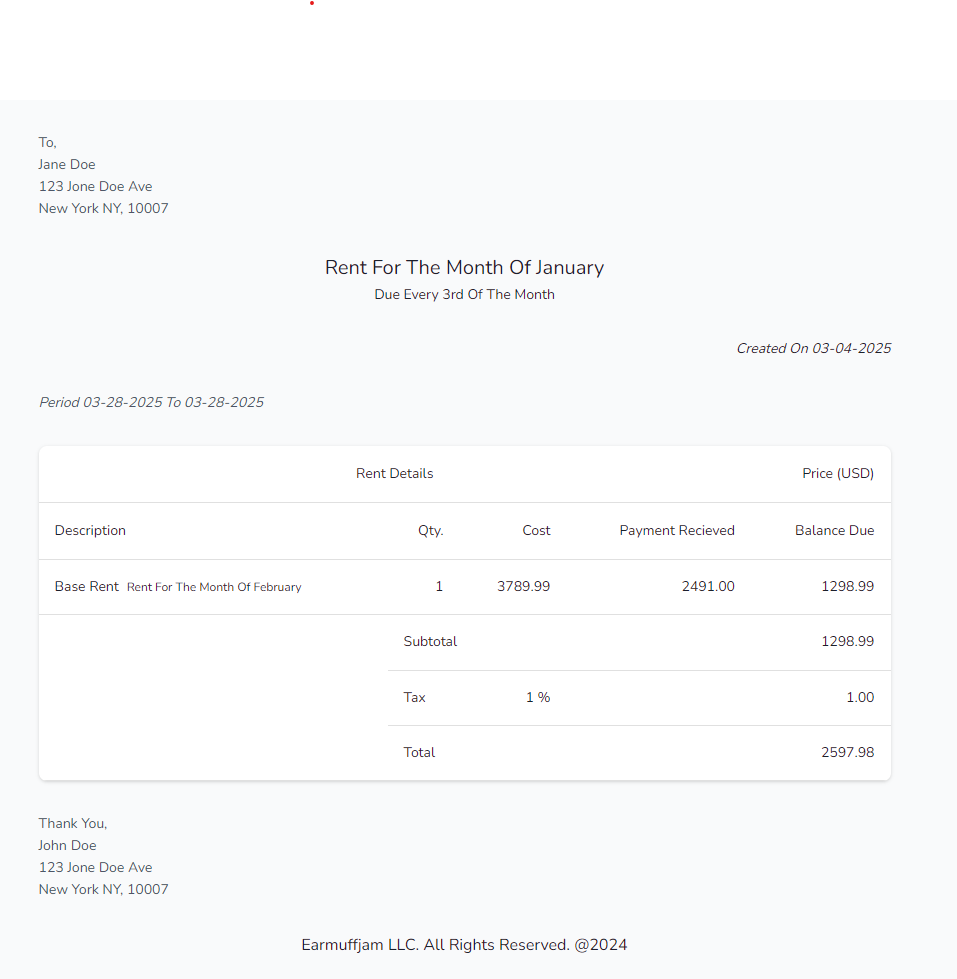 To,
Jane Doe
123 Jone Doe Ave
New York NY, 10007
Rent For The Month Of January
Due Every 3rd Of The Month
Created On 03-04-2025
Period 03-28-2025 To 03-28-2025
Rent Details Price (USD)
Description Qty. Cost Payment Recieved Balance Due
Base Rent Rent For The Month Of February 1 3789.99 2491.00 1298.99
Subtotal 1298.99
Tax 1 % 1.00
Total 2597.98
Thank You,
John Doe
123 Jone Doe Ave
New York NY, 10007
Earmuffjam LLC. All Rights Reserved. @2024